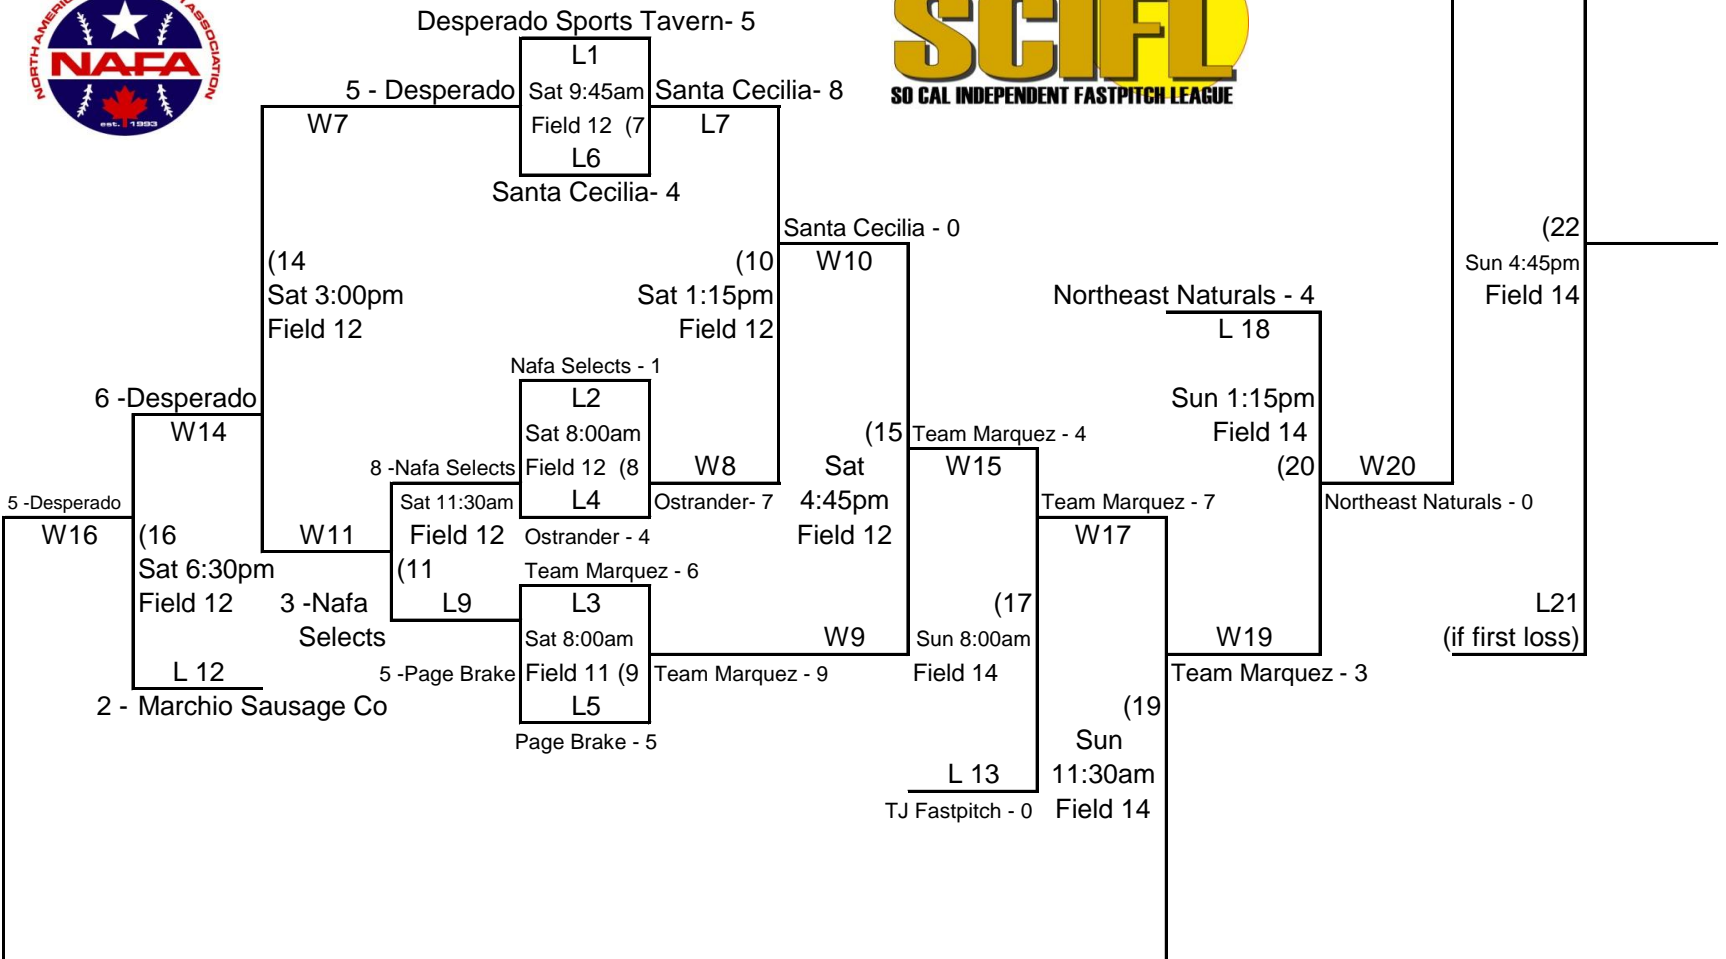 NORTH AMERI
ASSOCIATION
NAFA
est. 1993
SCIFL
SO CAL INDEPENDENT FASTPITCH LEAGUE
Desperado Sports Tavern- 5
L1
5 - Desperado
Sat 9:45am
Santa Cecilia- 8
W7
Field 12 (7
L7
L6
Santa Cecilia- 4
Santa Cecilia - 0
(22
(14
(10
W10
Sun 4:45pm
Sat 3:00pm
Sat 1:15pm
Northeast Naturals - 4
Field 14
Field 12
Field 12
L 18
Nafa Selects - 1
6 -Desperado
L2
Sun 1:15pm
W14
Sat 8:00am
(15
Team Marquez - 4
Field 14
8 -Nafa Selects
Field 12 (8
W8
Sat
W15
(20
W20
5 -Desperado
Sat 11:30am
L4
Ostrander- 7
4:45pm
Team Marquez - 7
Northeast Naturals - 0
W16
(16
W11
Field 12
Ostrander - 4
Field 12
W17
Sat 6:30pm
(11
Team Marquez - 6
Field 12
3 -Nafa
L9
L3
(17
L21
Selects
Sat 8:00am
W9
Sun 8:00am
W19
(if first loss)
L 12
5 -Page Brake
Field 11 (9
Team Marquez - 9
Field 14
Team Marquez - 3
2 - Marchio Sausage Co
L5
(19
Page Brake - 5
Sun
L 13
11:30am
TJ Fastpitch - 0
Field 14